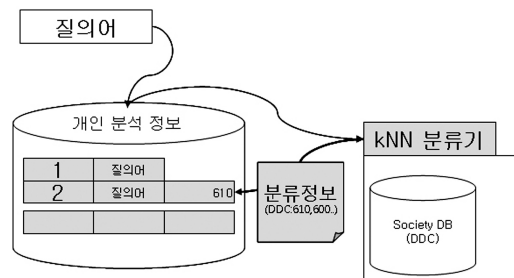 질의어
개인 분석 정보
1 질의어
2 질의어 610
분류정보
(DDC:610,600..)
kNN 분류기
Society DB
(DDC)